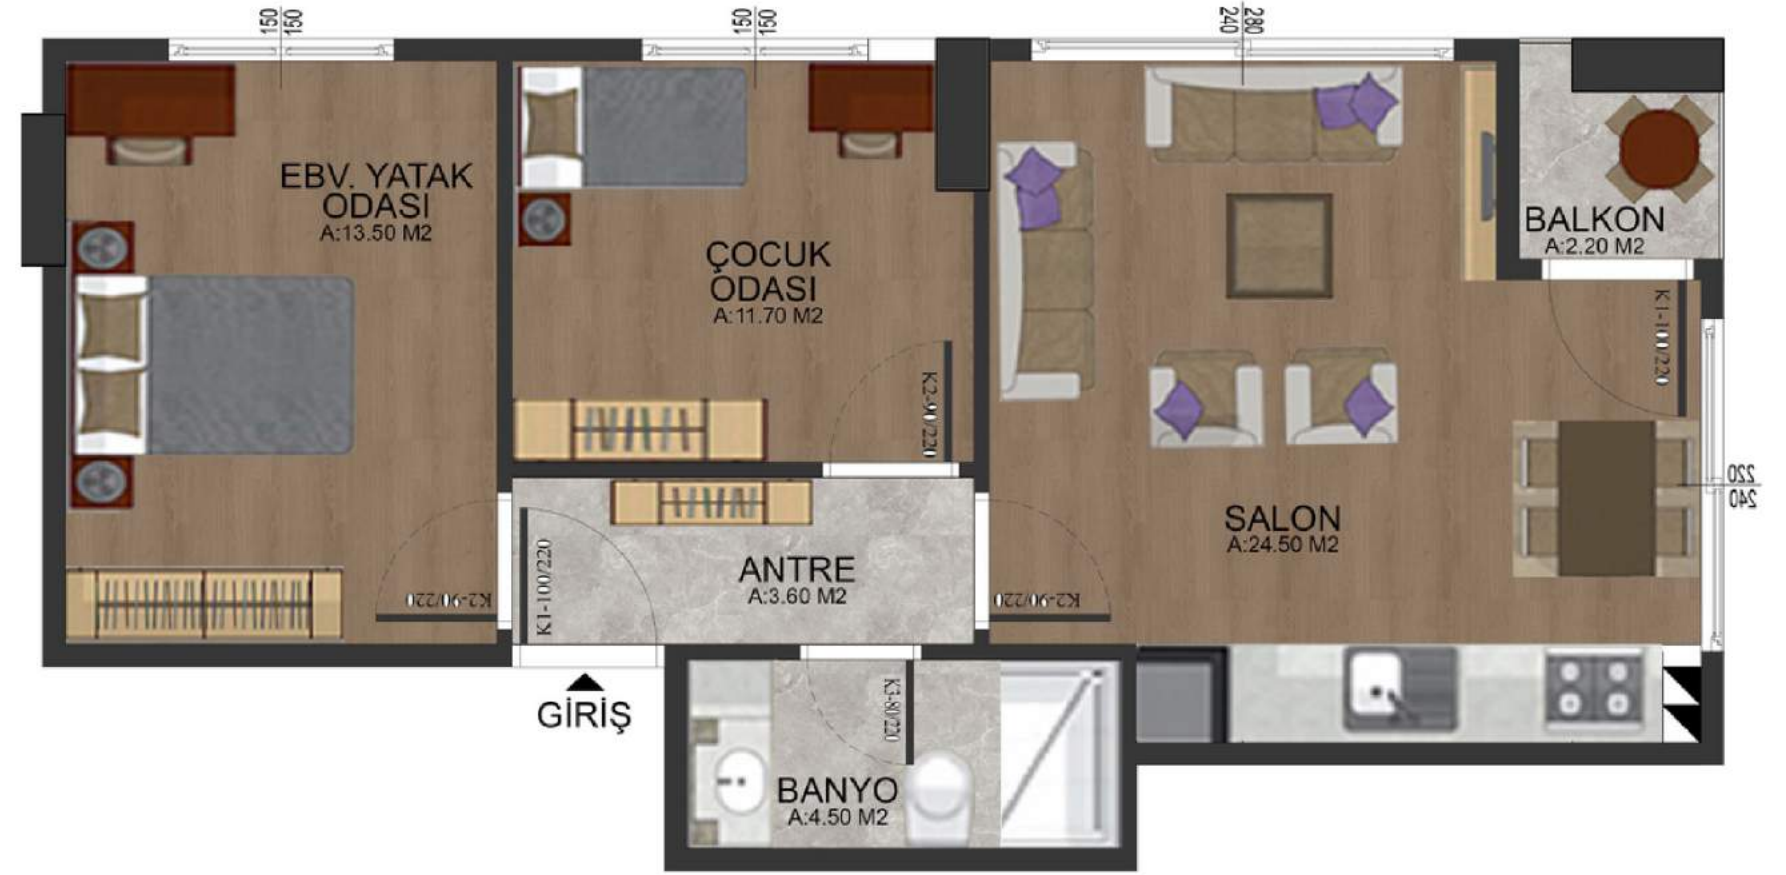 150
150
150
150
240
280
EBV. YATAK
ODASI
A:13.50 M2
ÇOCUK
ODASI
A:11.70 M2
BALKON
A:2.20 M2
K1-100/220
K2-90/220
220
240
SALON
A:24.50 M2
ANTRE
A:3.60 M2
K2-90/220
K1-100/220
K2-90/220
GİRİŞ
K3-80/220
BANYO
A:4.50 M2